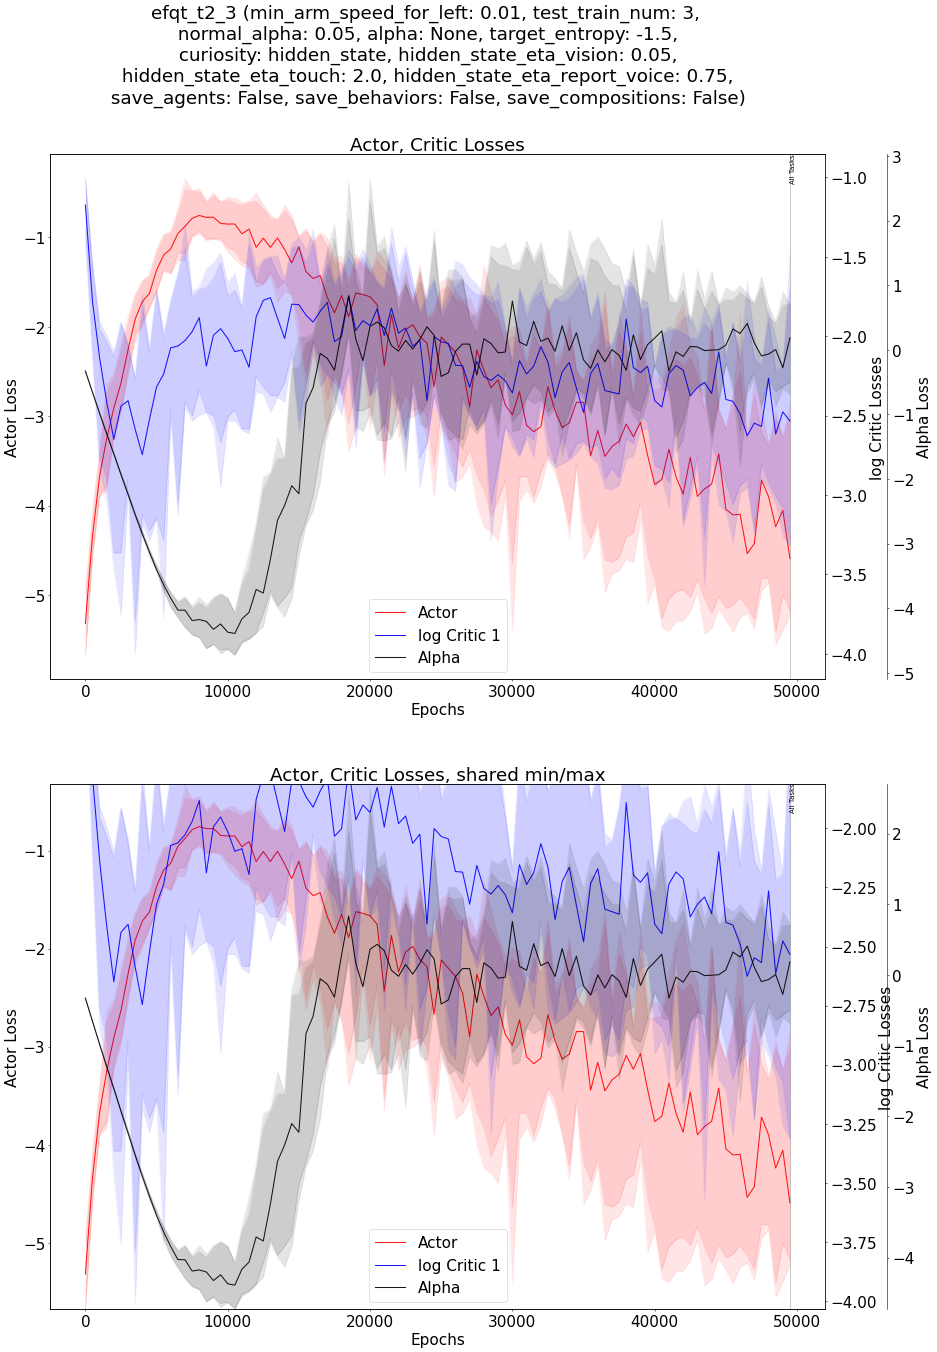 efqt_t2_3 (min_arm_speed_for_left: 0.01, test_train_num: 3,
normal_alpha: 0.05, alpha: None, target_entropy: -1.5,
curiosity: hidden_state, hidden_state_eta_vision: 0.05,
hidden_state_eta_touch: 2.0, hidden_state_eta_report_voice: 0.75,
save_agents: False, save_behaviors: False, save_compositions: False)
Actor, Critic Losses
All Tasks
Actor Loss
−1
−2
−3
−4
−5
−1.0
−1.5
−2.0
−2.5
−3.0
−3.5
−4.0
log Critic Losses
3
2
1
0
−1
−2
−3
−4
−5
Alpha Loss
Actor
log Critic 1
Alpha
0 10000 20000 30000 40000 50000
Epochs
Actor, Critic Losses, shared min/max
All Tasks
Actor Loss
−1
−2
−3
−4
−5
−2.00
−2.25
−2.50
−2.75
−3.00
−3.25
−3.50
−3.75
−4.00
log Critic Losses
2
1
0
−1
−2
−3
−4
Alpha Loss
Actor
log Critic 1
Alpha
0 10000 20000 30000 40000 50000
Epochs